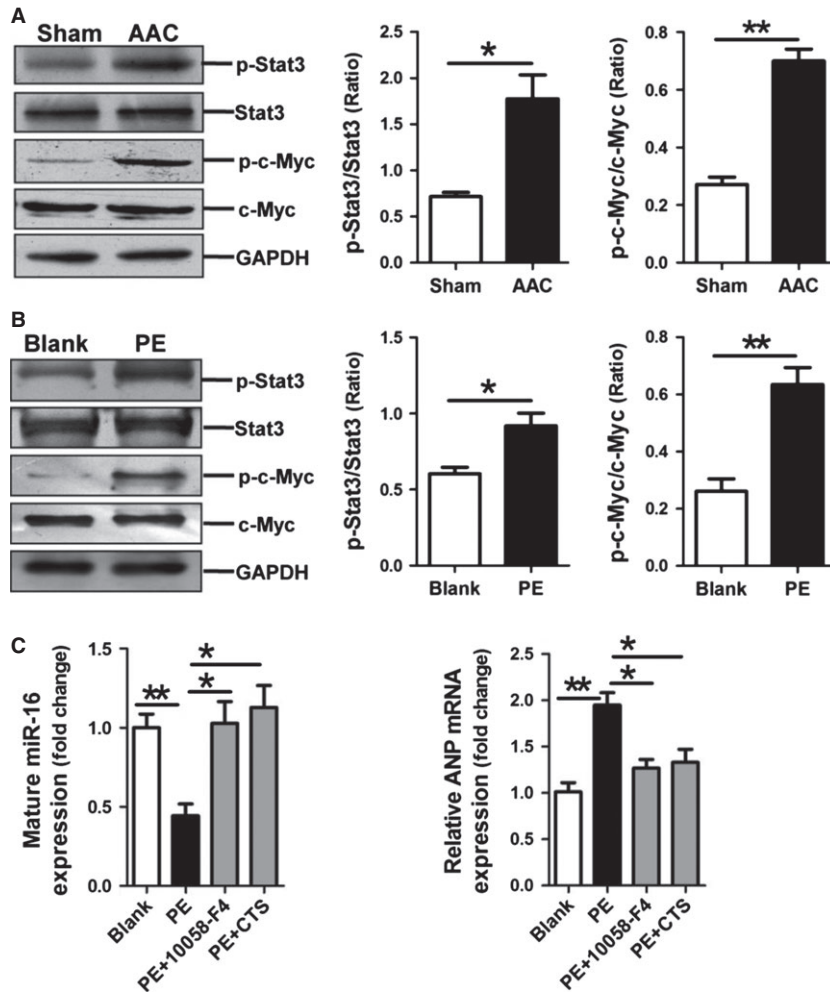 A
Sham AAC
p-Stat3
Stat3
p-c-Myc
c-Myc
GAPDH
p-Stat3/Stat3 (Ratio)
2.5
2.0
1.5
1.0
0.5
0.0
*
Sham AAC
p-c-Myc/c-Myc (Ratio)
0.8
0.6
0.4
0.2
0.0
**
Sham AAC
B
Blank PE
p-Stat3
Stat3
p-c-Myc
c-Myc
GAPDH
p-Stat3/Stat3 (Ratio)
1.5
1.0
0.5
0.0
*
Blank PE
p-c-Myc/c-Myc (Ratio)
0.8
0.6
0.4
0.2
0.0
**
Blank PE
C
Mature miR-16
expression (fold change)
1.5
1.0
0.5
0.0
**
*
*
Blank
PE
PE+10058-F4
PE+CTS
Relative ANP mRNA
expression (fold change)
2.5
2.0
1.5
1.0
0.5
0.0
**
*
*
Blank
PE
PE+10058-F4
PE+CTS